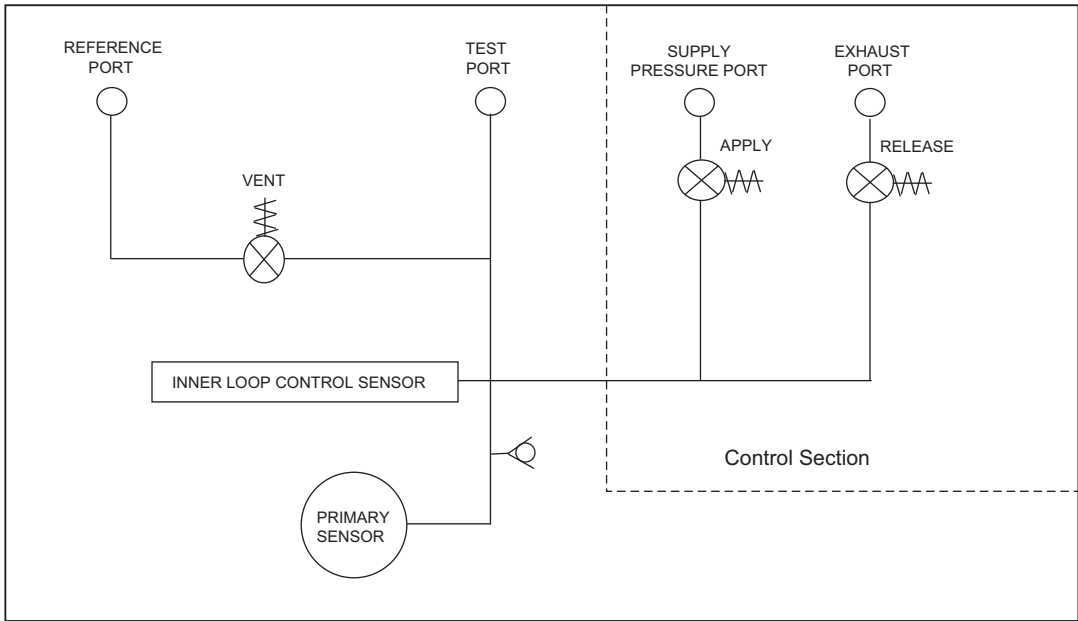 REFERENCE
PORT
TEST
PORT
SUPPLY
PRESSURE PORT
EXHAUST
PORT
APPLY
RELEASE
VENT
INNER LOOP CONTROL SENSOR
Control Section
PRIMARY
SENSOR